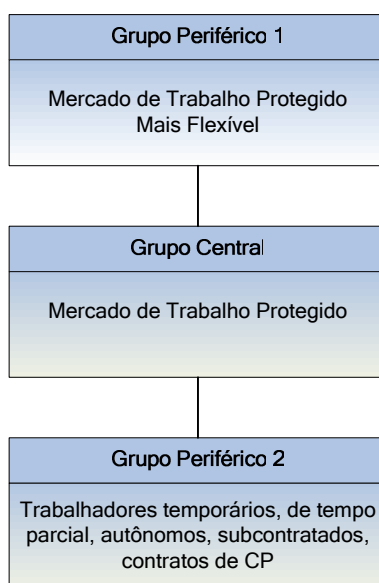 Grupo Periférico 1
Mercado de Trabalho Protegido
Mais Flexível
Grupo Central
Mercado de Trabalho Protegido
Grupo Periférico 2
Trabalhadores temporários, de tempo
parcial, autônomos, subcontratados,
contratos de CP